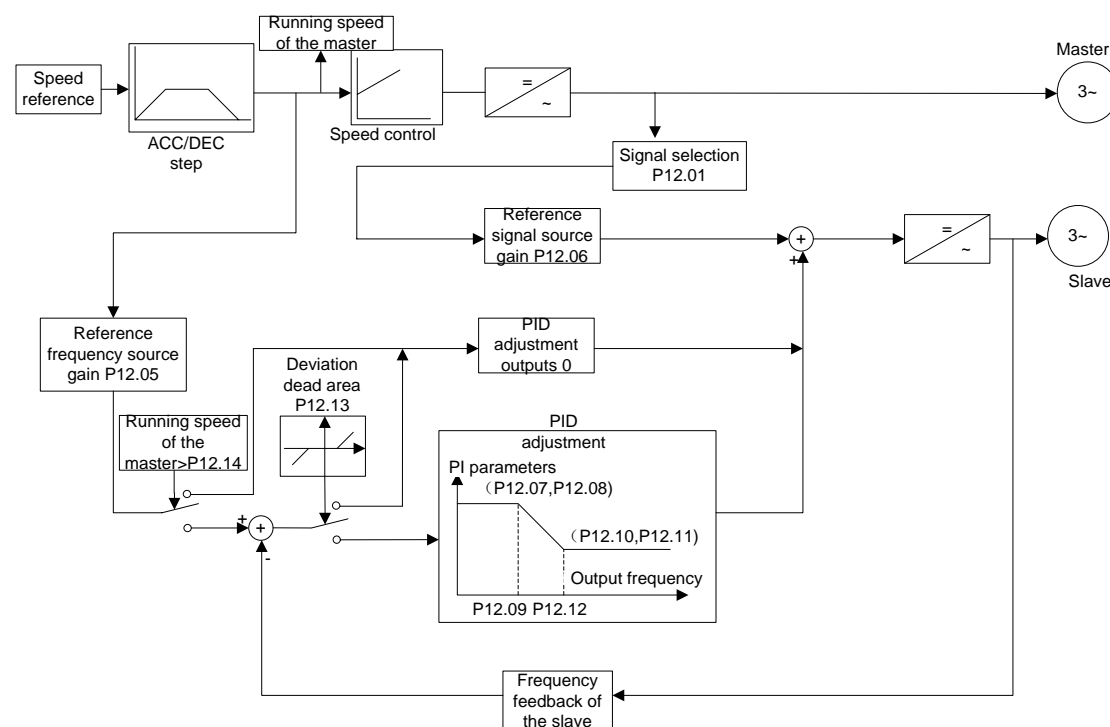 Running speed
of the master
Master
Speed
reference
=
~
3~
ACC/DEC
step
Speed control
Signal selection
P12.01
Reference
signal source
gain P12.06
+
+
=
~
3~
Slave
Reference
frequency source
gain P12.05
PID
adjustment
outputs 0
Deviation
dead area
P12.13
Running speed
of the
master>P12.14
PID
adjustment
PI parameters
（P12.07,P12.08)
+
+
-
（P12.10,P12.11)
Output frequency
P12.09 P12.12
Frequency
feedback of
the slave